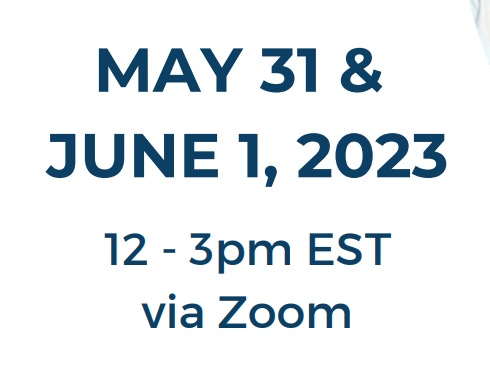 MAY 31 &
JUNE 1, 2023
12 - 3pm EST
via Zoom